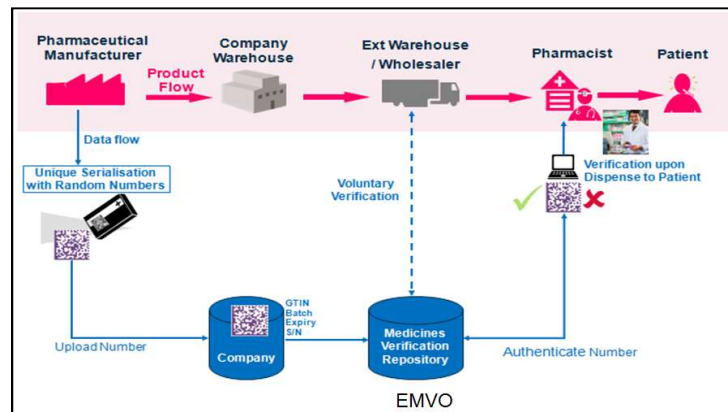 Pharmaceutical
Manufacturer
Company
Warehouse
Ext Warehouse
/ Wholesaler
Pharmacist
Patient
Product
Flow
Data flow
Unique Serialisation
with Random Numbers
Voluntary
Verification
Verification upon
Dispense to Patient
Upload Number
Company
GTIN
Batch
Expiry
S/N
Medicines
Verification
Repository
Authenticate Number
EMVO